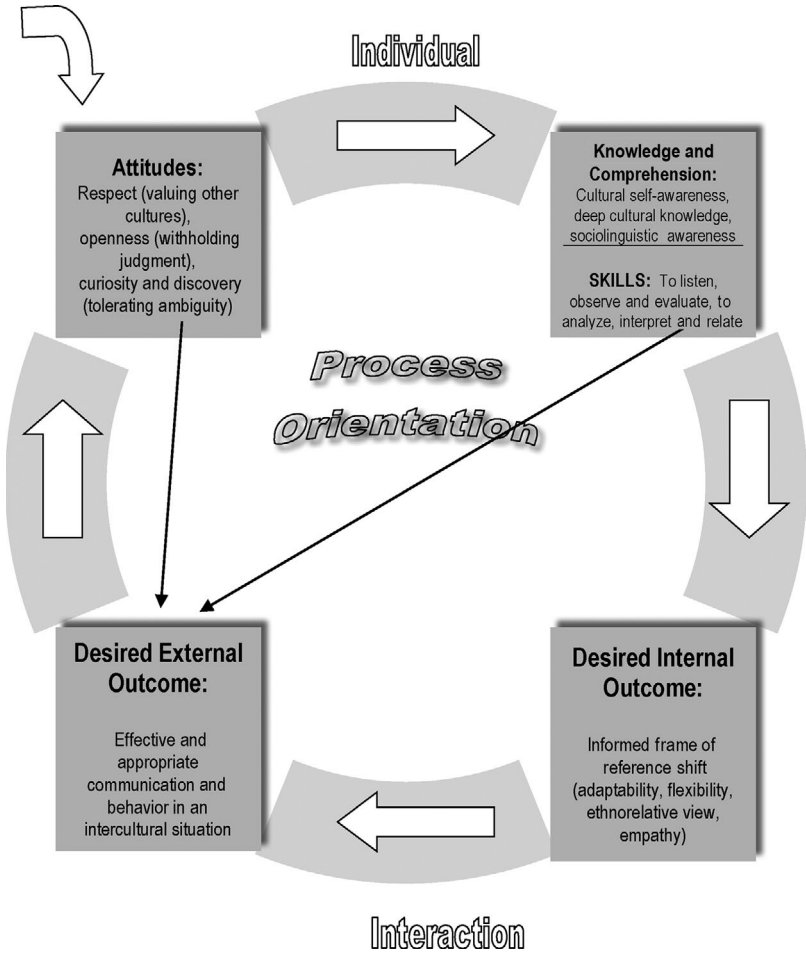 Individual
Attitudes:
Respect (valuing other
cultures),
openness (withholding
judgment),
curiosity and discovery
(tolerating ambiguity)
Knowledge and
Comprehension:
Cultural self-awareness,
deep cultural knowledge,
sociolinguistic awareness
SKILLS: To listen,
observe and evaluate, to
analyze, interpret and relate
Process
Orientation
Desired External
Outcome:
Effective and
appropriate
communication and
behavior in an
intercultural situation
Desired Internal
Outcome:
Informed frame of
reference shift
(adaptability, flexibility,
ethnorelative view,
empathy)
Interaction